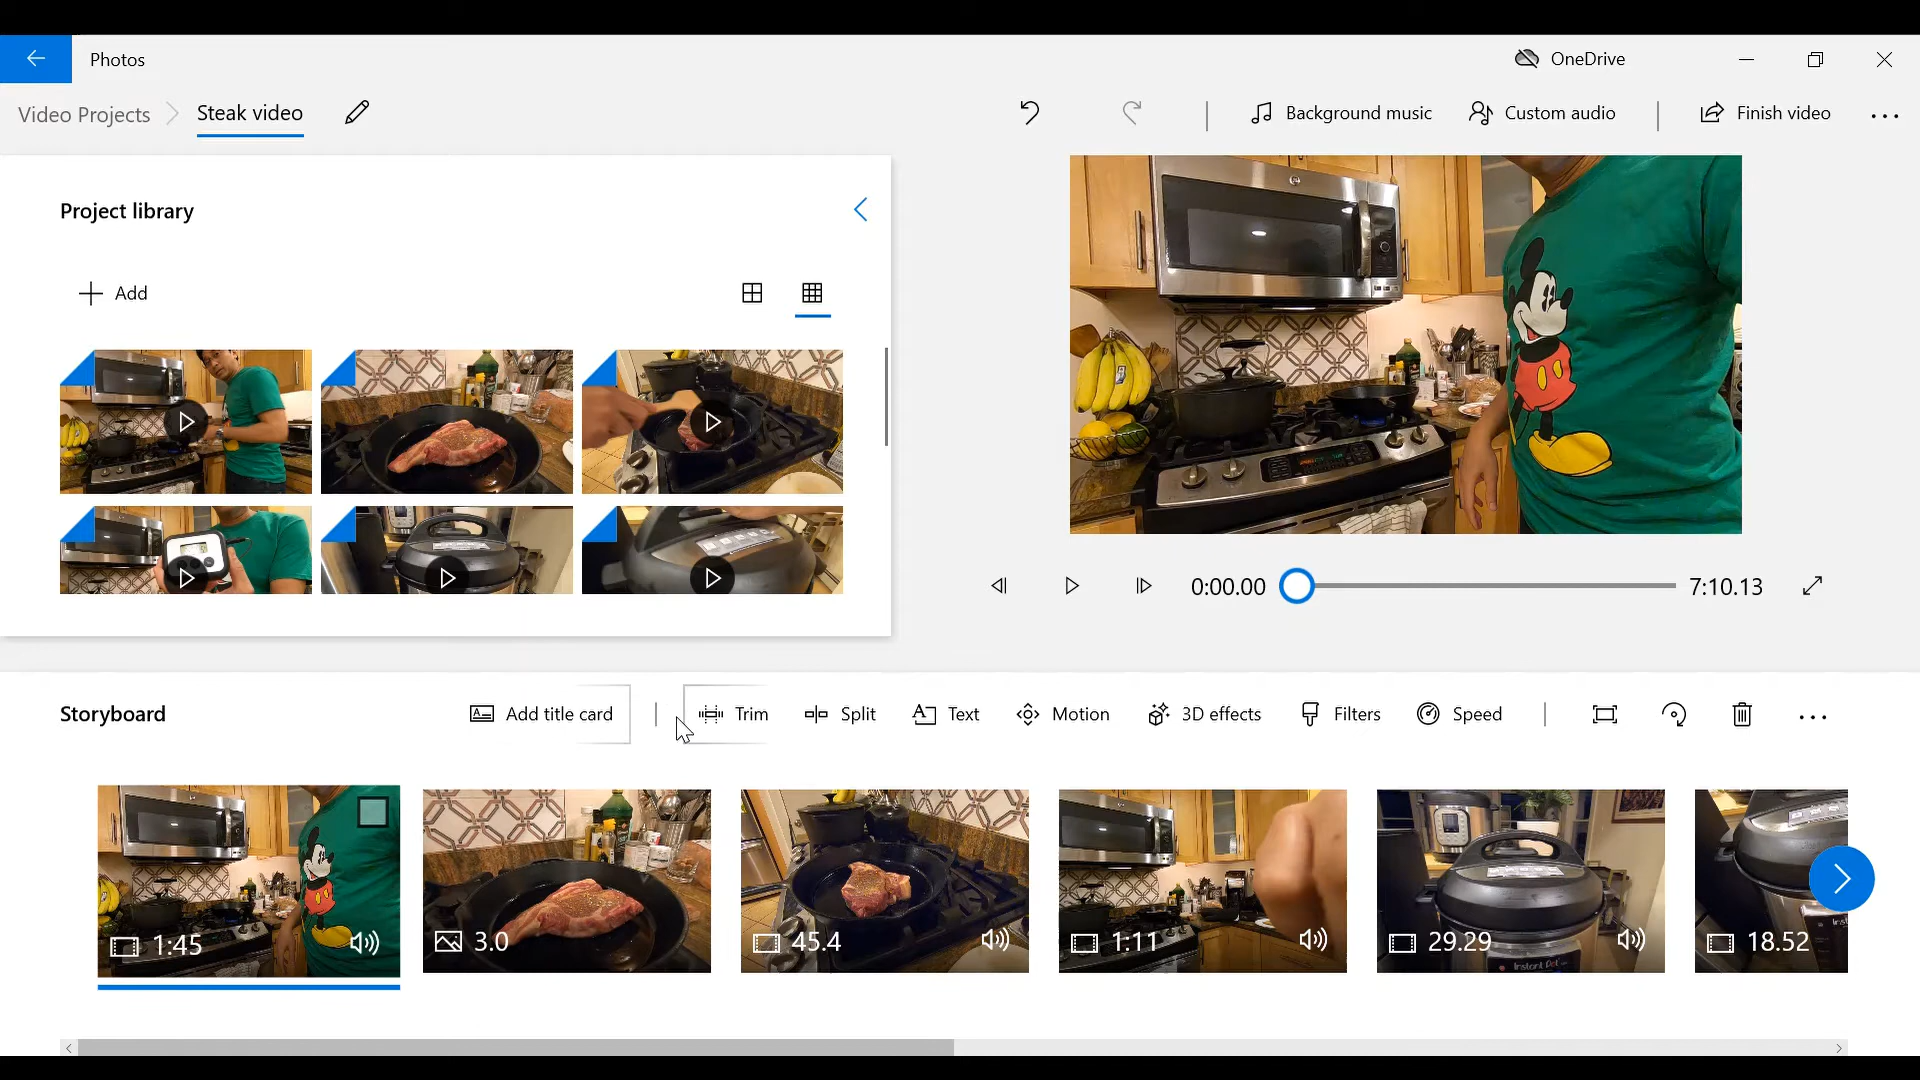 Photos
OneDrive
Video Projects
Steak video
Background music
Custom audio
Finish video
Project library
Add
0:00.00
7:10.13
Storyboard
Add title card
Trim
Split
Text
Motion
3D effects
Filters
Speed
1:45
3.0
45.4
1:11
29.29
18.52
Instant Pot